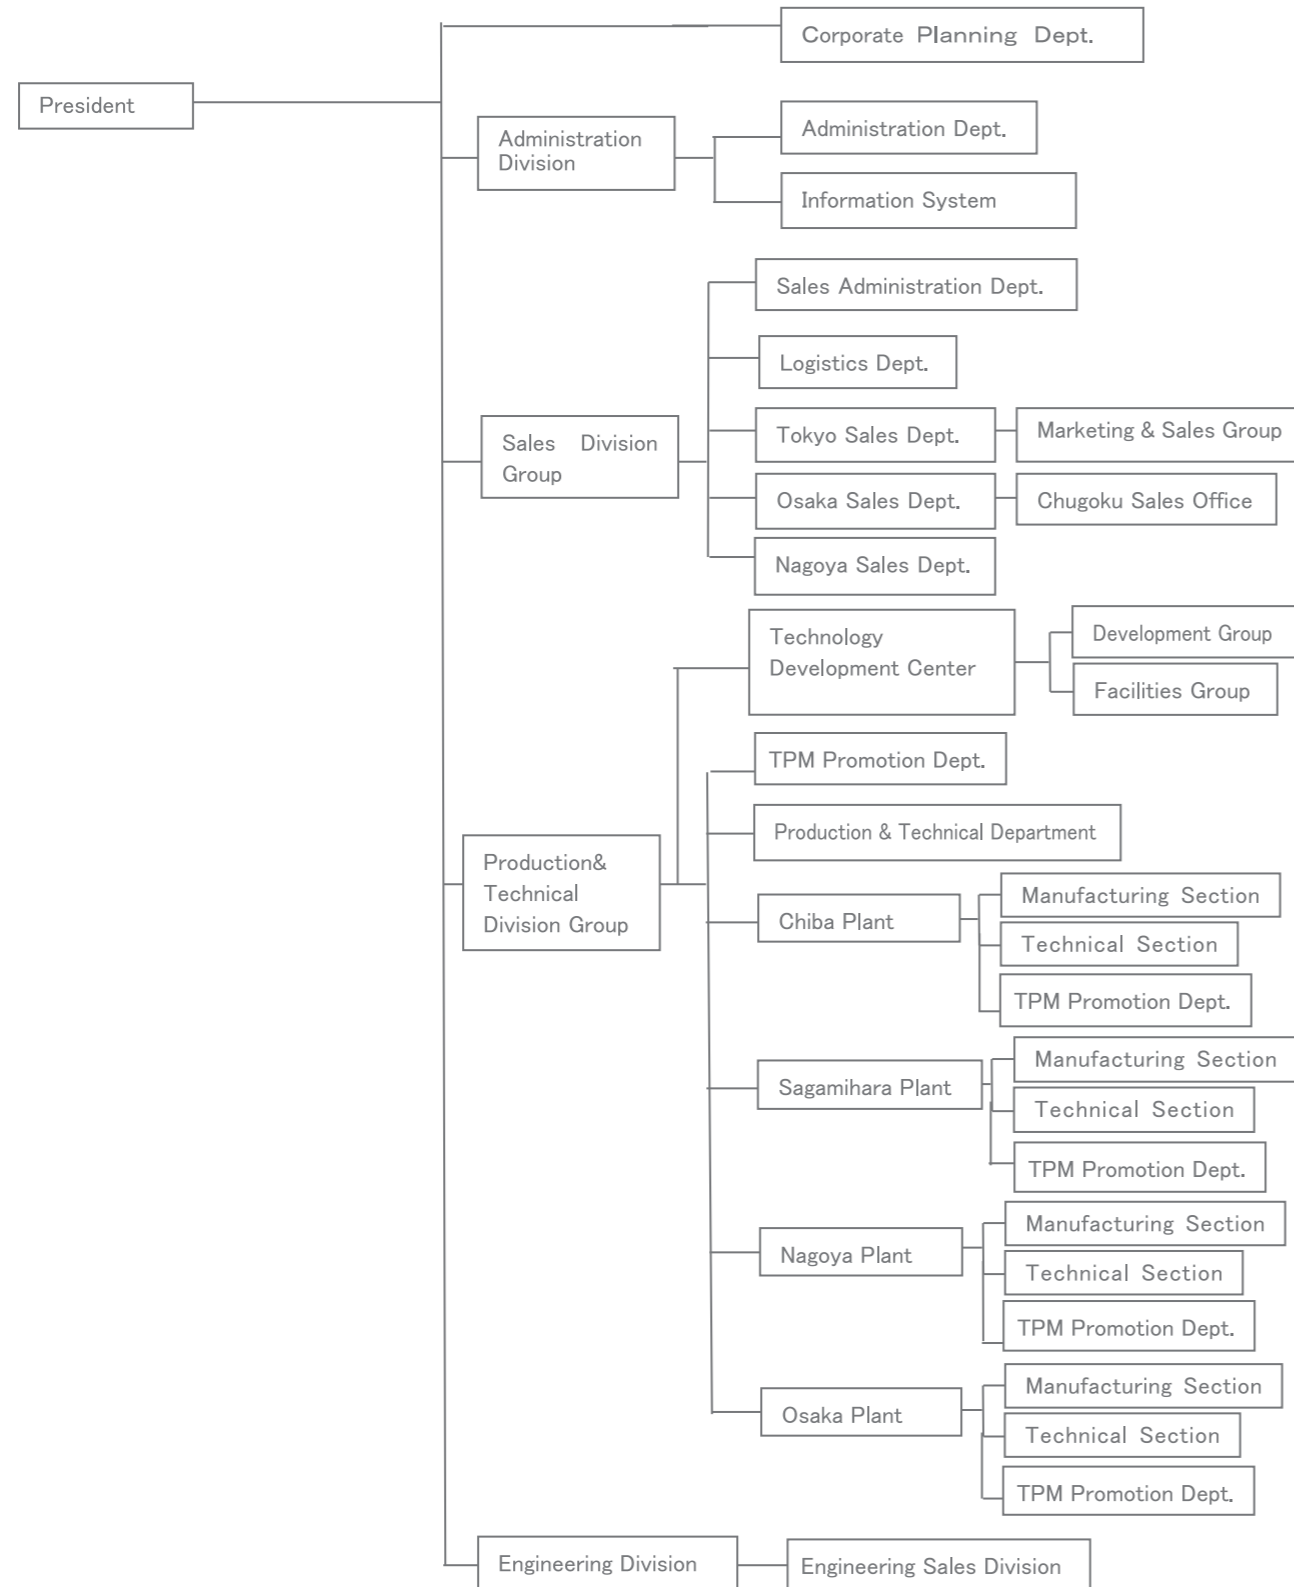 Corporate Planning Dept.
President
Administration
Division
Administration Dept.
Information System
Sales Division
Group
Sales Administration Dept.
Logistics Dept.
Tokyo Sales Dept.
Marketing & Sales Group
Osaka Sales Dept.
Chugoku Sales Office
Nagoya Sales Dept.
Technology
Development Center
Development Group
Facilities Group
Production&
Technical
Division Group
TPM Promotion Dept.
Production & Technical Department
Chiba Plant
Manufacturing Section
Technical Section
TPM Promotion Dept.
Sagamihara Plant
Manufacturing Section
Technical Section
TPM Promotion Dept.
Nagoya Plant
Manufacturing Section
Technical Section
TPM Promotion Dept.
Osaka Plant
Manufacturing Section
Technical Section
TPM Promotion Dept.
Engineering Division
Engineering Sales Division